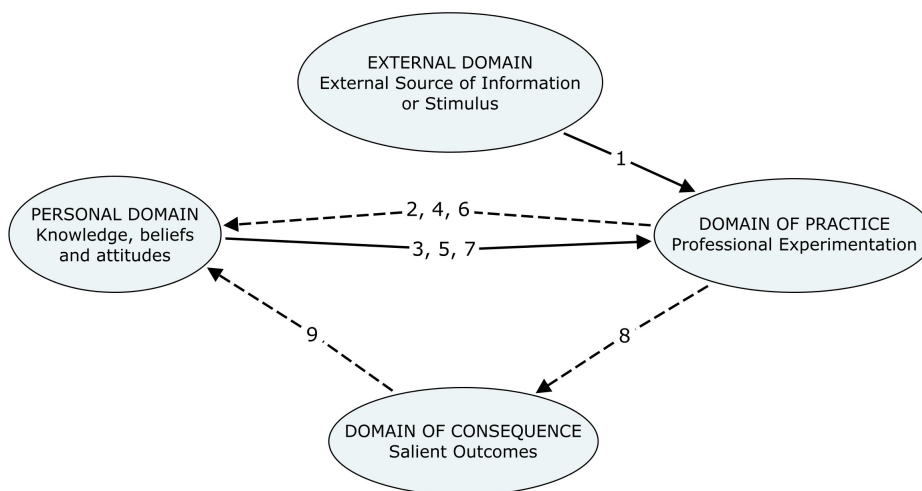 EXTERNAL DOMAIN
External Source of Information
or Stimulus
1
PERSONAL DOMAIN
Knowledge, beliefs
and attitudes
2, 4, 6
3, 5, 7
DOMAIN OF PRACTICE
Professional Experimentation
9
8
DOMAIN OF CONSEQUENCE
Salient Outcomes